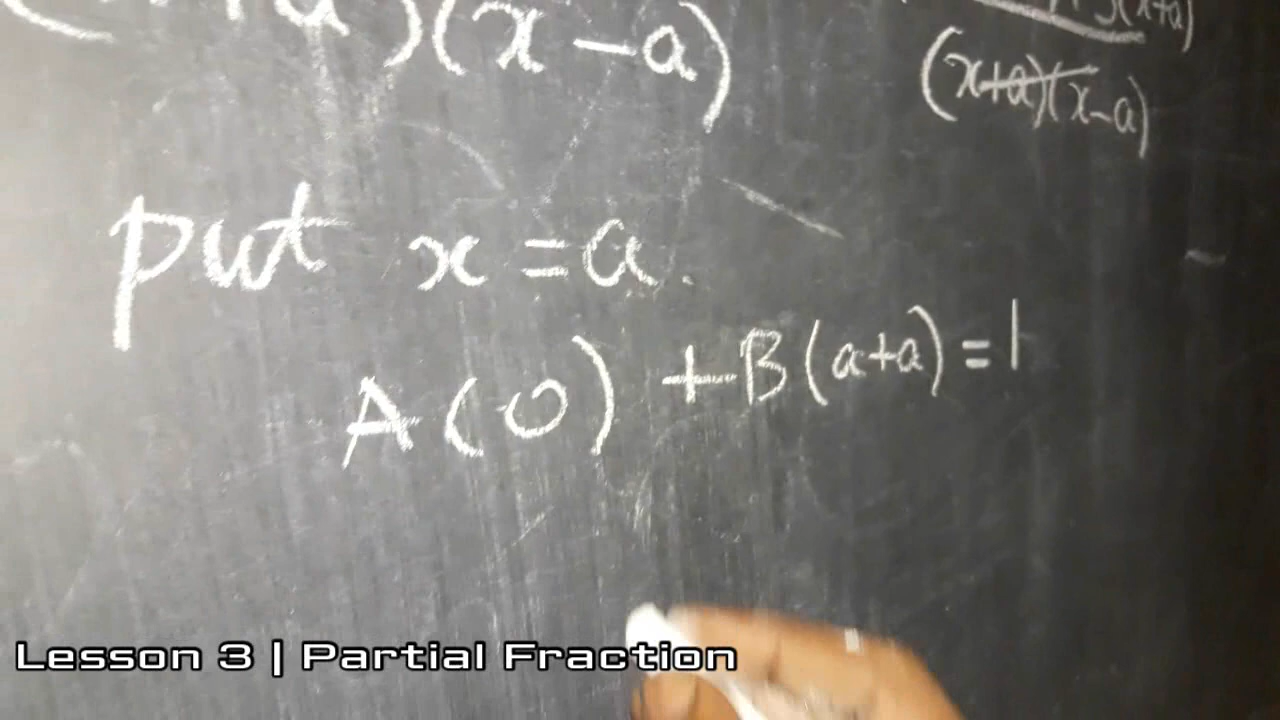 )(x-a)
(x+a)
(x+a)(x-a)
put x=a.
A(0) +B(a+a)=1
Lesson 3 | Partial Fraction